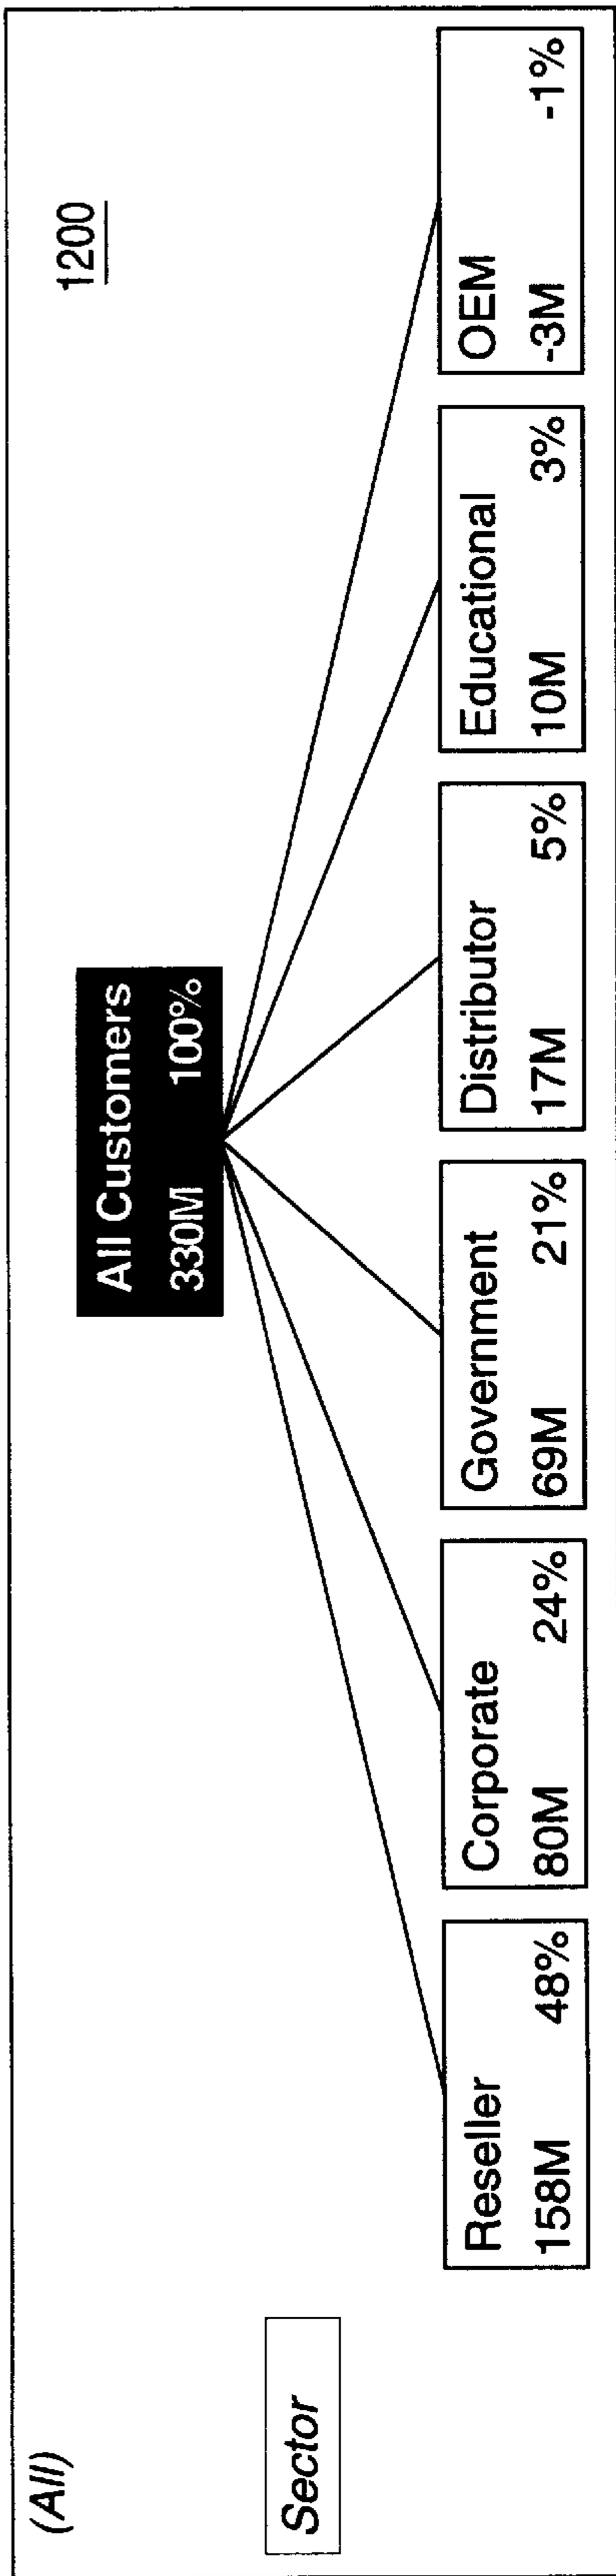 (All)
1200
All Customers
330M 100%
Sector
Reseller
158M 48%
Corporate
80M 24%
Government
69M 21%
Distributor
17M 5%
Educational
10M 3%
OEM
-3M -1%